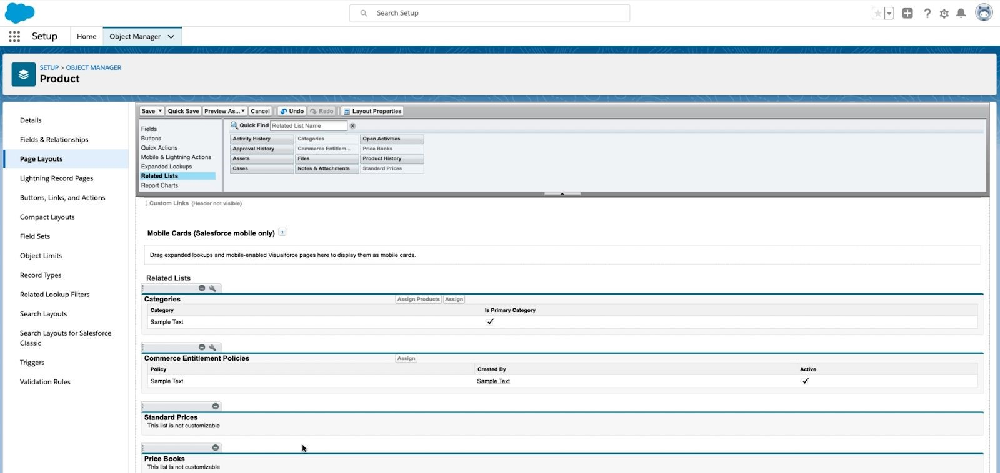 Search Setup
Setup
Home
Object Manager
SETUP > OBJECT MANAGER
Product
Details
Fields & Relationships
Page Layouts
Lightning Record Pages
Buttons, Links, and Actions
Compact Layouts
Field Sets
Object Limits
Record Types
Related Lookup Filters
Search Layouts
Search Layouts for Salesforce
Classic
Triggers
Validation Rules
Save Quick Save Preview As... Cancel Undo Redo Layout Properties
Fields
Buttons
Quick Actions
Mobile & Lightning Actions
Expanded Lookups
Related Lists
Report Charts
Quick Find Related List Name
Activity History Categories Open Activities
Approval History Commerce Entitlem... Price Books
Assets Files Product History
Cases Notes & Attachments Standard Prices
Custom Links (Header not visible)
Mobile Cards (Salesforce mobile only) i
Drag expanded lookups and mobile-enabled Visualforce pages here to display them as mobile cards.
Related Lists
Categories Assign Products Assign
Category Is Primary Category
Sample Text
Commerce Entitlement Policies Assign
Policy Created By Active
Sample Text Sample Text
Standard Prices
This list is not customizable
Price Books
This list is not customizable